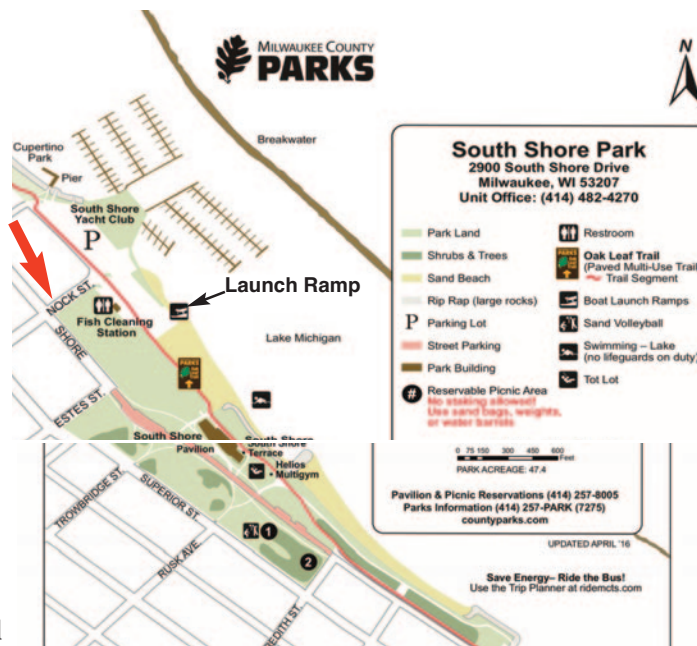 MILWAUKEE COUNTY
PARKS
N
Cupertino
Park
Pier
Breakwater
South Shore
Yacht Club
P
NOCK ST.
Launch Ramp
Fish Cleaning
Station
SHORE
Lake Michigan
PARKS
ESTES ST.
South Shore
Pavilion
South Shore
Terrace
Helios
Multigym
SUPERIOR ST.
TROWBRIDGE ST.
RUSK AVE.
1
2
EDITH ST.
South Shore Park
2900 South Shore Drive
Milwaukee, WI 53207
Unit Office: (414) 482-4270
Park Land
Shrubs & Trees
Sand Beach
Rip Rap (large rocks)
P Parking Lot
Street Parking
Park Building
# Reservable Picnic Area
No staking allowed!
Use sand bags, weights,
or water barrels
Restroom
Oak Leaf Trail
(Paved Multi-Use Trail
Trail Segment
Boat Launch Ramps
Sand Volleyball
Swimming – Lake
(no lifeguards on duty)
Tot Lot
0 75 150 300 450 600
Feet
PARK ACREAGE: 47.4
Pavilion & Picnic Reservations (414) 257-8005
Parks Information (414) 257-PARK (7275)
countyparks.com
UPDATED APRIL '16
Save Energy– Ride the Bus!
Use the Trip Planner at ridemcts.com